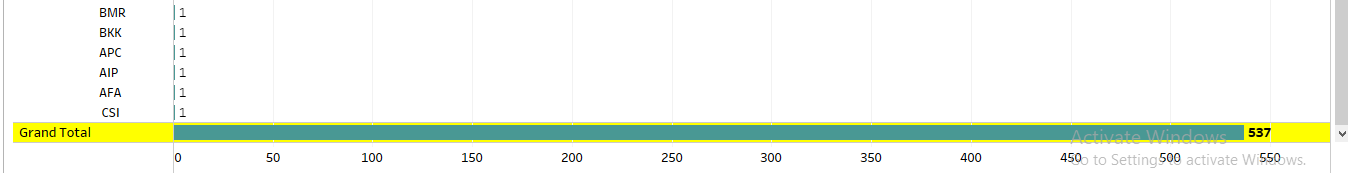 BMR 1
BKK 1
APC 1
AIP 1
AFA 1
CSI 1
Grand Total 537
Activate Windows
0 50 100 150 200 250 300 350 400 450 500 550
Go to Settings to activate Windows.